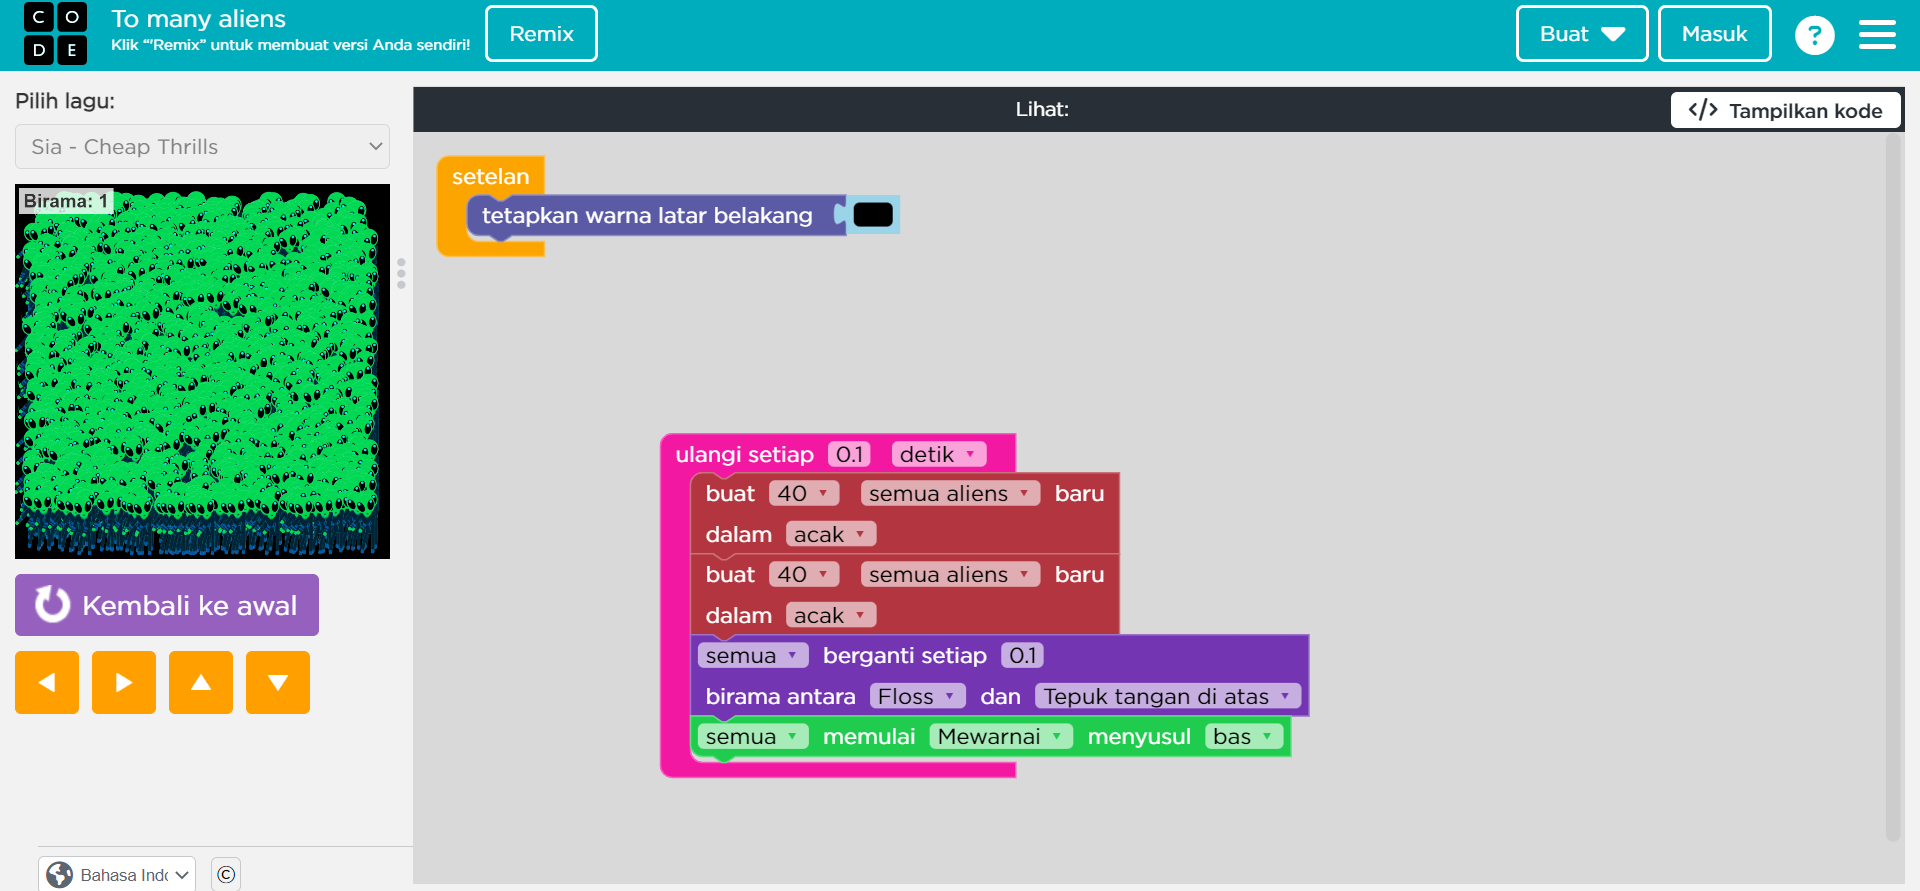 CODE
To many aliens
Klik “'Remix” untuk membuat versi Anda sendiri!
Remix
Buat
Masuk
?
Pilih lagu:
Sia - Cheap Thrills
Birama: 1
Kembali ke awal
Bahasa Indo
©
Lihat:
</> Tampilkan kode
setelan
tetapkan warna latar belakang
ulangi setiap 0.1 detik
buat 40 semua aliens baru
dalam acak
buat 40 semua aliens baru
dalam acak
semua berganti setiap 0.1
birama antara Floss dan Tepuk tangan di atas
semua memulai Mewarnai menyusul bas